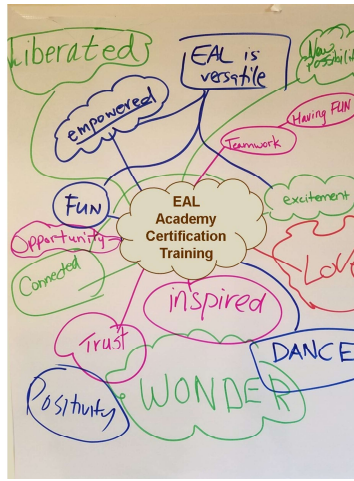 Liberated
EAL is
versatile
New
possibilit
empowered
Having FUN
Teamwork
FUN
EAL
Academy
Certification
Training
excitement
Opportunity
Connected
LOVE
inspired
Trust
DANCE
Positivity
WONDER